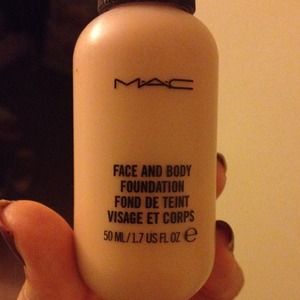 MAC
FACE AND BODY
FOUNDATION
FOND DE TEINT
VISAGE ET CORPS
50 ML/1.7 US FL OZ e